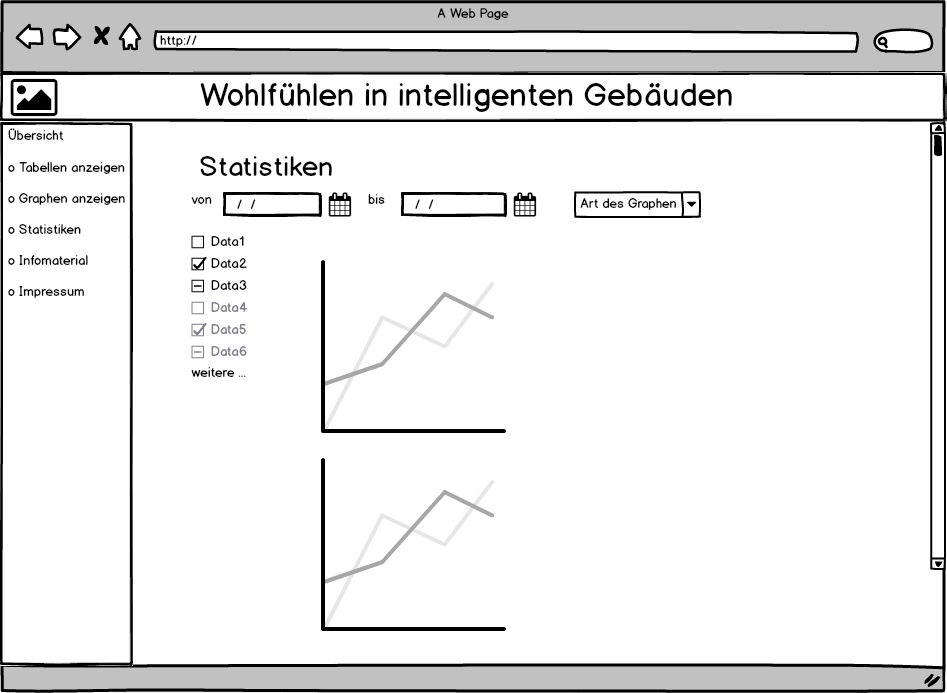 A Web Page
http://
Wohlfühlen in intelligenten Gebäuden
Übersicht
o Tabellen anzeigen
o Graphen anzeigen
o Statistiken
o Infomaterial
o Impressum
Statistiken
von / / bis / / Art des Graphen
Data1
Data2
Data3
Data4
Data5
Data6
weitere ...